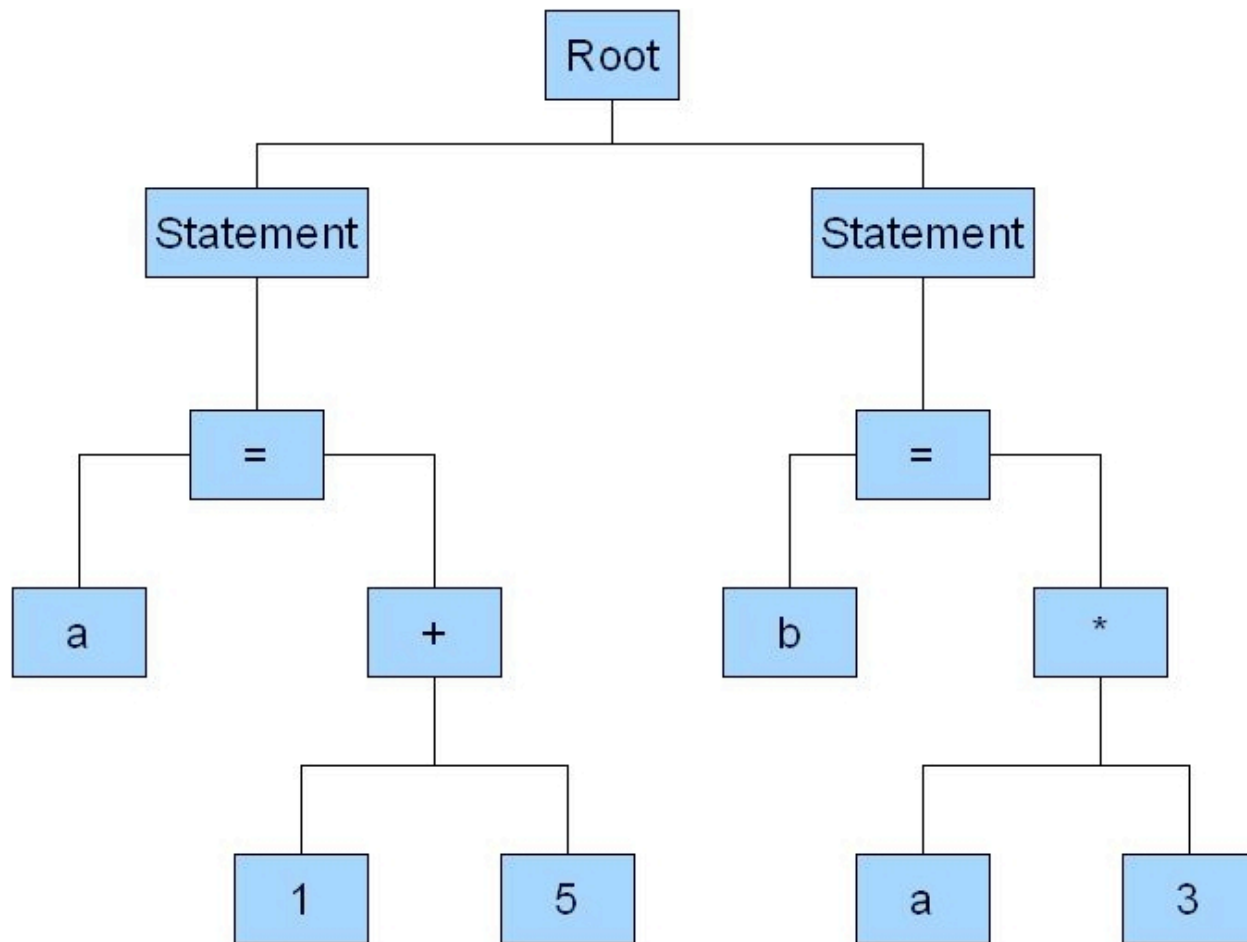 Root
Statement Statement
= =
a + b *
1 5 a 3